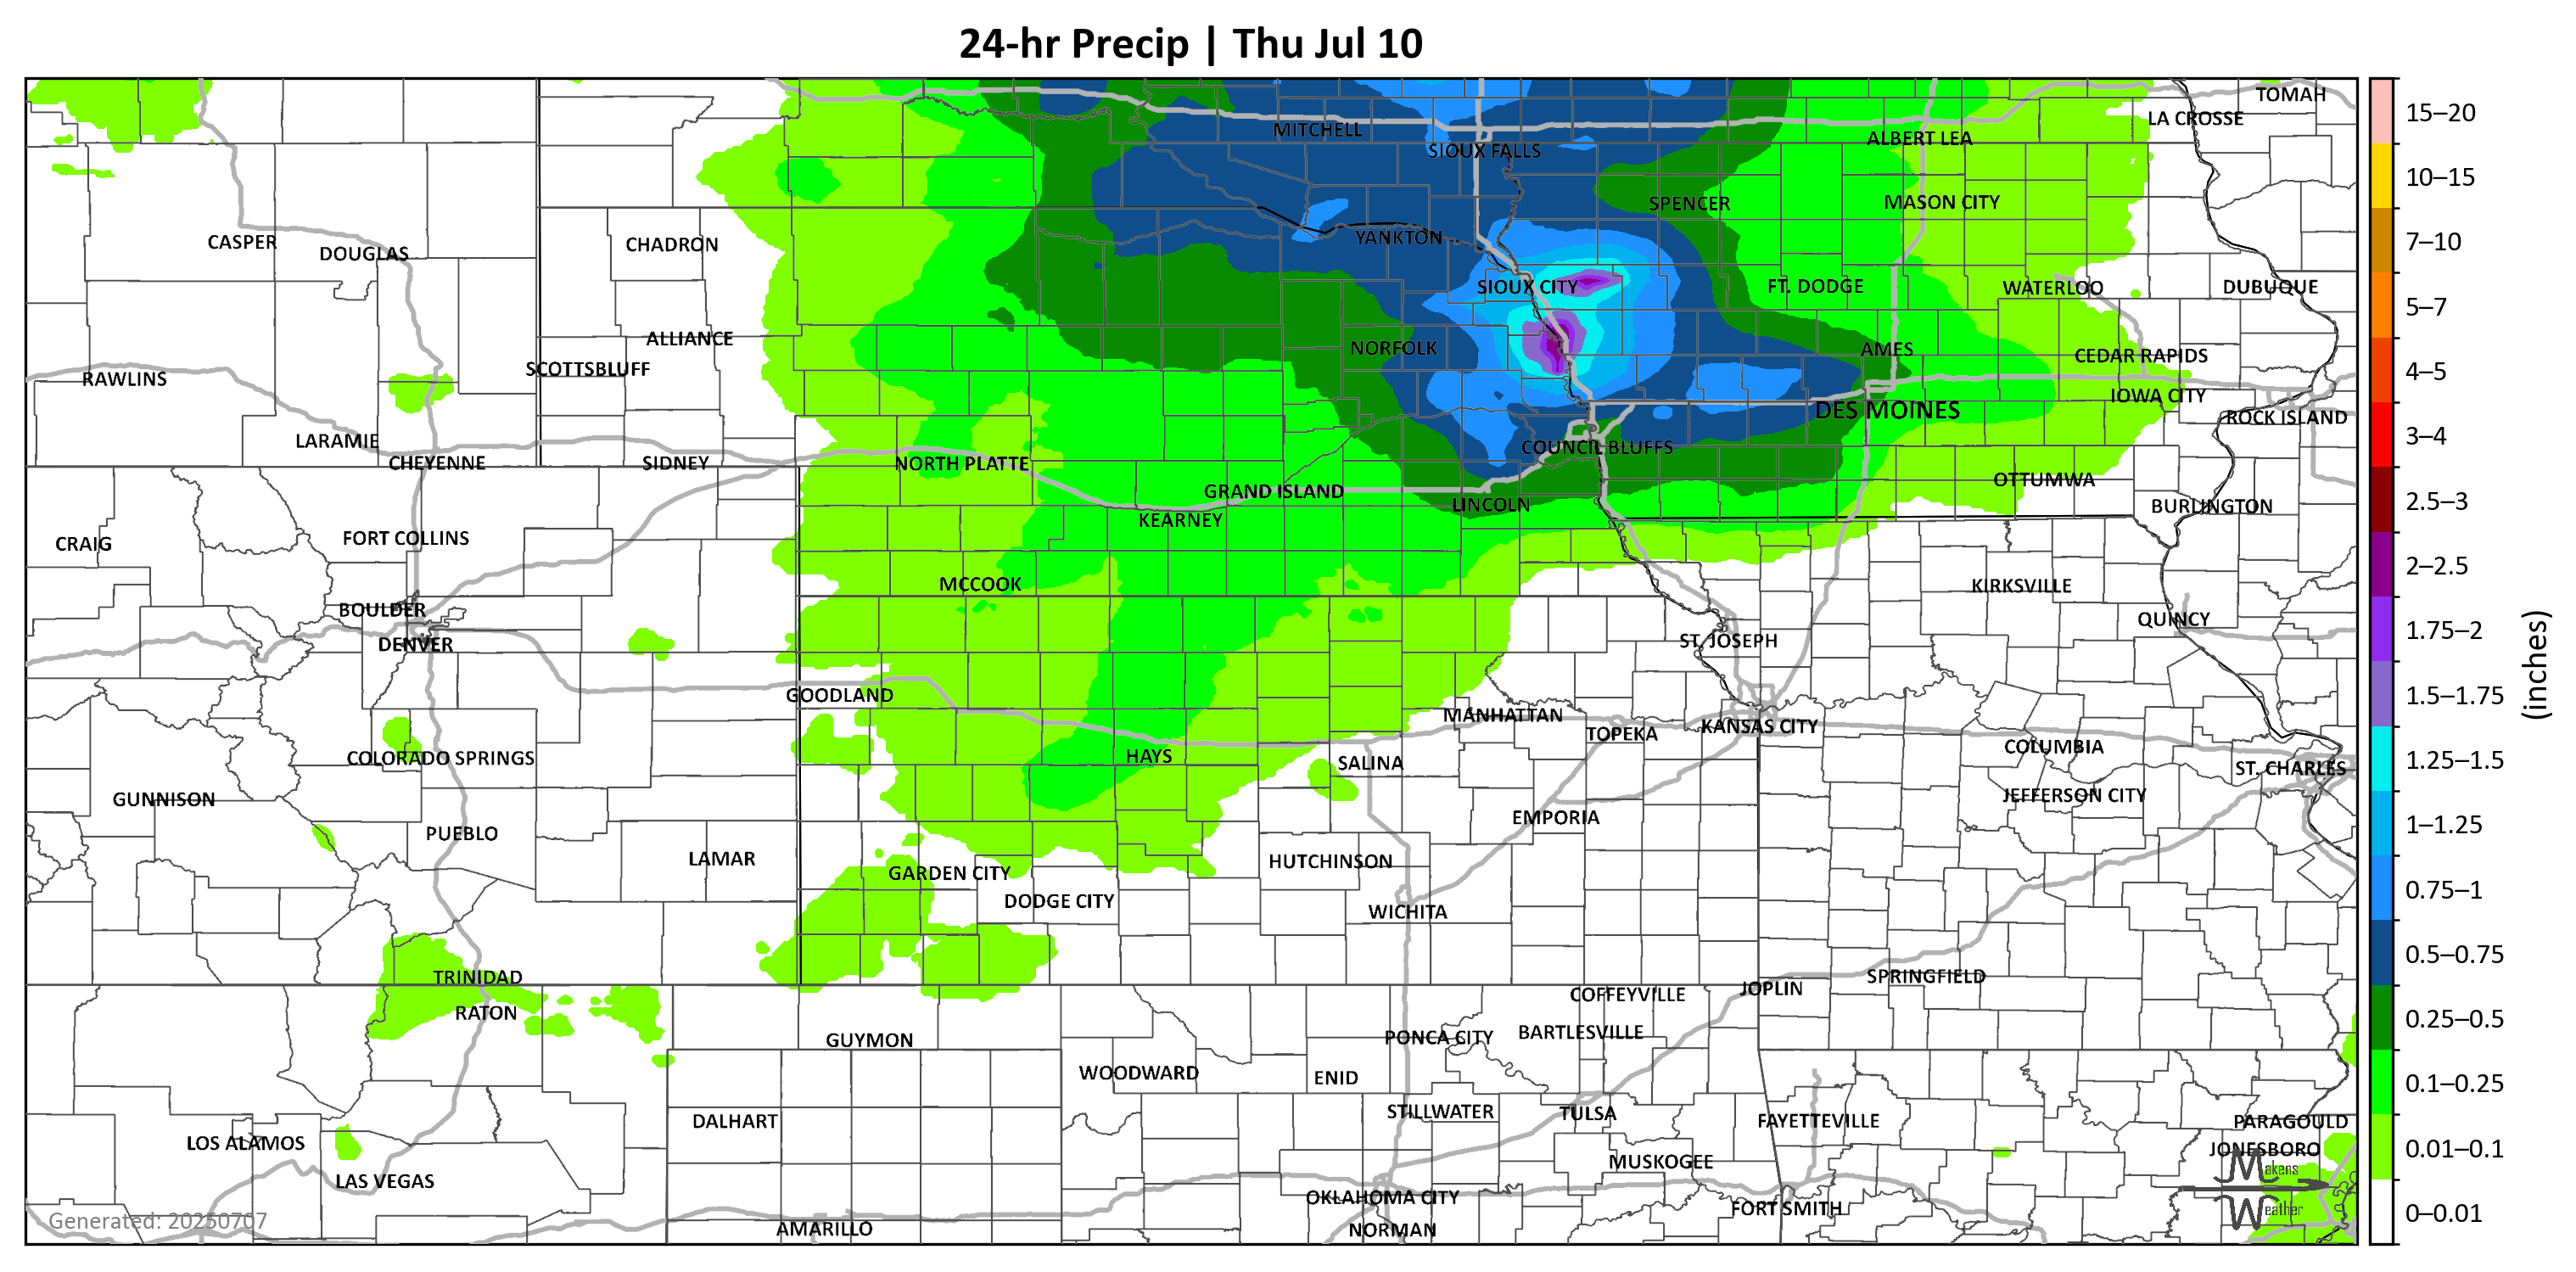 24-hr Precip | Thu Jul 10
TOMAH
LA CROSSE
MITCHELL
ALBERT LEA
SIOUX FALLS
MASON CITY
SPENCER
YANKTON
CASPER
CHADRON
DOUGLAS
SIOUX CITY
FT. DODGE
WATERLOO
DUBUQUE
ALLIANCE
NORFOLK
AMES
CEDAR RAPIDS
SCOTTSBLUFF
RAWLINS
IOWA CITY
DES MOINES
ROCK ISLAND
LARAMIE
COUNCIL BLUFFS
CHEYENNE
SIDNEY
NORTH PLATTE
OTTUMWA
GRAND ISLAND
LINCOLN
BURLINGTON
KEARNEY
CRAIG
FORT COLLINS
MCCOOK
KIRKSVILLE
BOULDER
QUINCY
DENVER
ST. JOSEPH
GOODLAND
MANHATTAN
KANSAS CITY
TOPEKA
COLUMBIA
COLORADO SPRINGS
HAYS
SALINA
ST. CHARLES
GUNNISON
JEFFERSON CITY
EMPORIA
PUEBLO
LAMAR
HUTCHINSON
GARDEN CITY
DODGE CITY
WICHITA
TRINIDAD
SPRINGFIELD
JOPLIN
COFFEYVILLE
RATON
BARTLESVILLE
PONCA CITY
GUYMON
WOODWARD
ENID
STILLWATER
TULSA
DALHART
FAYETTEVILLE
PARAGOULD
LOS ALAMOS
JONESBORO
MUSKOGEE
LAS VEGAS
OKLAHOMA CITY
FORT SMITH
AMARILLO
NORMAN
Makens
Weather
Generated: 20250707
15–20
10–15
7–10
5–7
4–5
3–4
2.5–3
2–2.5
1.75–2
1.5–1.75
1.25–1.5
1–1.25
0.75–1
0.5–0.75
0.25–0.5
0.1–0.25
0.01–0.1
0–0.01
(inches)